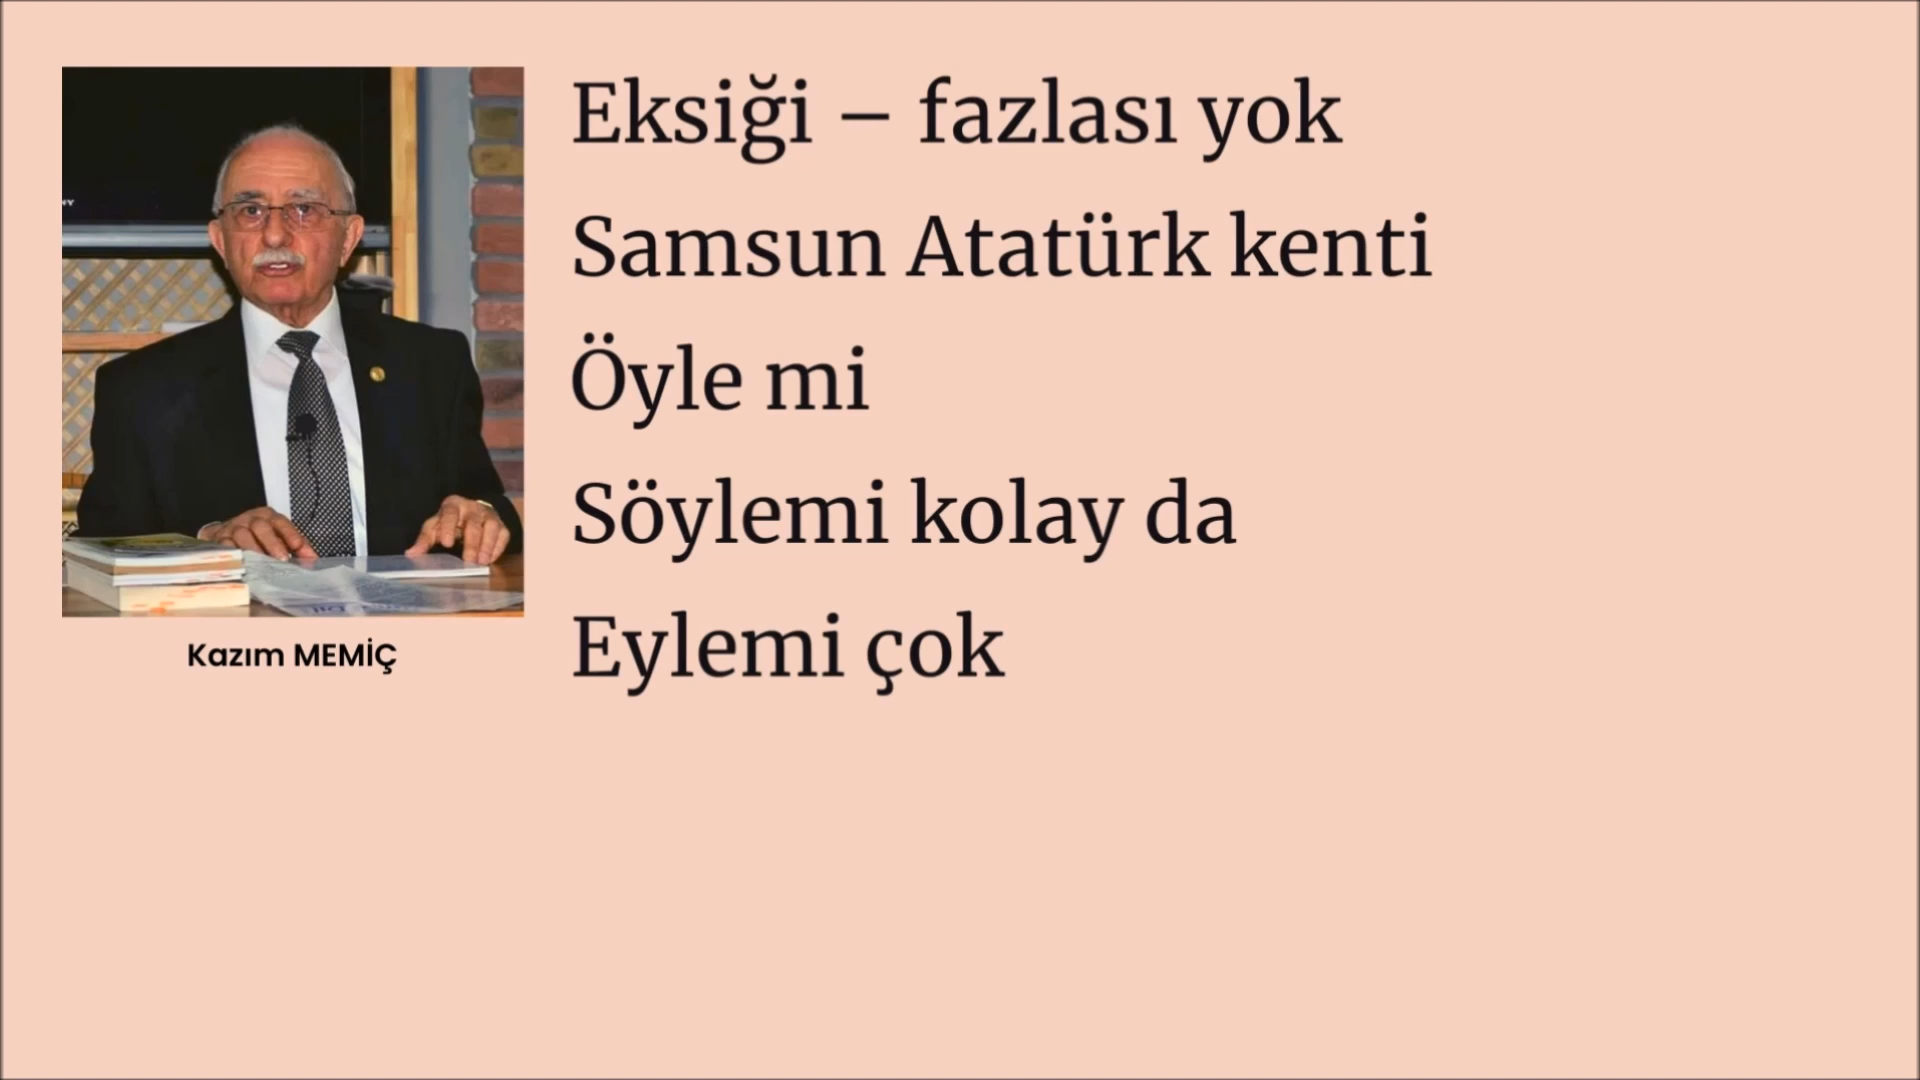 Eksiği – fazlası yok
Samsun Atatürk kenti
Öyle mi
Söylemi kolay da
Eylemi çok
Kazım MEMİÇ